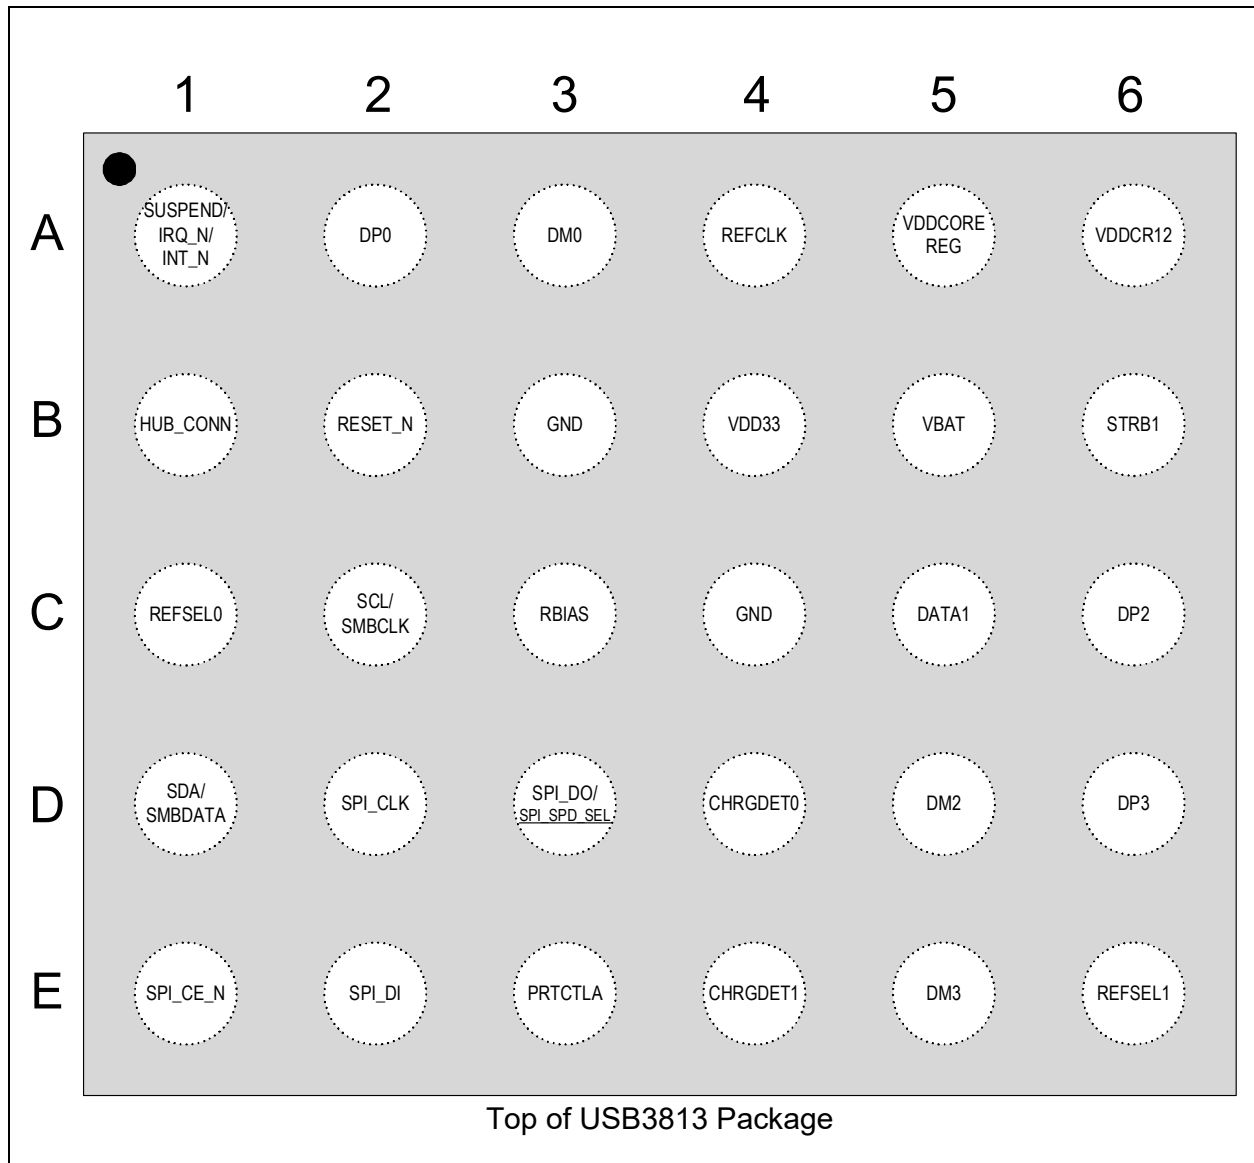 1 2 3 4 5 6
A
SUSPEND/
IRQ_N/
INT_N
DP0
DM0
REFCLK
VDDCORE
REG
VDDCR12
B
HUB_CONN
RESET_N
GND
VDD33
VBAT
STRB1
C
REFSEL0
SCL/
SMBCLK
RBIAS
GND
DATA1
DP2
D
SDA/
SMBDATA
SPI_CLK
SPI_DO/
SPI_SPD_SEL
CHRGDET0
DM2
DP3
E
SPI_CE_N
SPI_DI
PRTCTLA
CHRGDET1
DM3
REFSEL1
Top of USB3813 Package